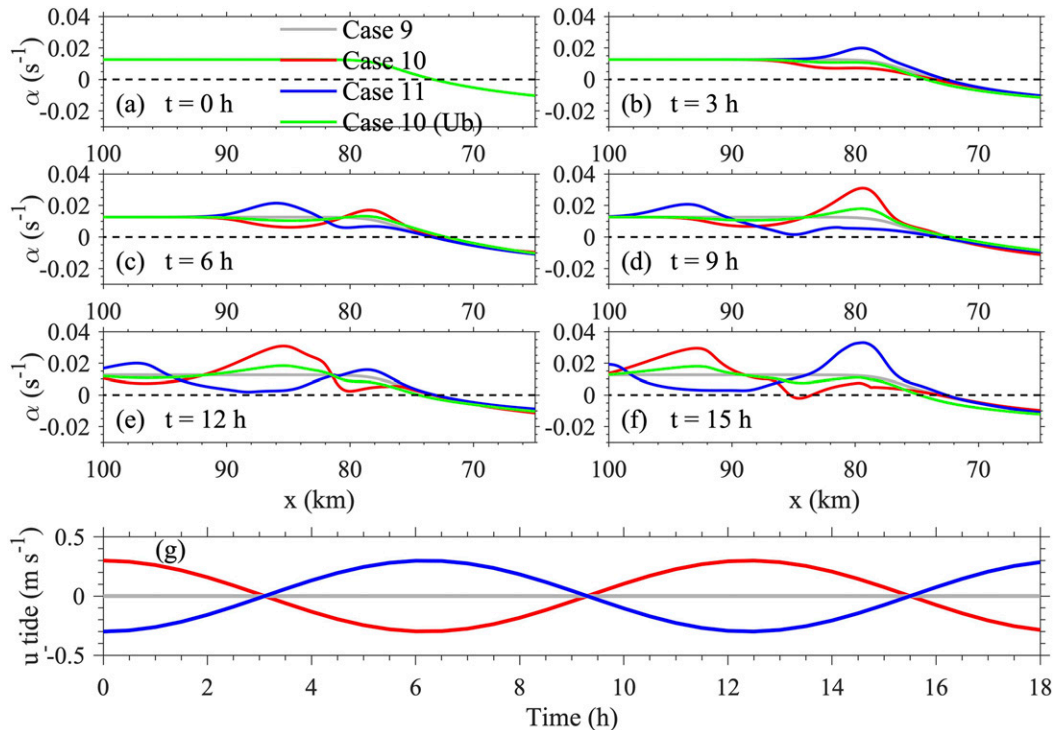 0.04
0.02
0
-0.02
α (s⁻¹)
Case 9
Case 10
Case 11
Case 10 (Ub)
(a) t = 0 h
100 90 80 70
0.04
0.02
0
-0.02
α (s⁻¹)
(b) t = 3 h
100 90 80 70
0.04
0.02
0
-0.02
α (s⁻¹)
(c) t = 6 h
100 90 80 70
0.04
0.02
0
-0.02
α (s⁻¹)
(d) t = 9 h
100 90 80 70
0.04
0.02
0
-0.02
α (s⁻¹)
(e) t = 12 h
100 90 80 70
x (km)
0.04
0.02
0
-0.02
α (s⁻¹)
(f) t = 15 h
100 90 80 70
x (km)
0.5
0
-0.5
u tide (m s⁻¹)
(g)
0 2 4 6 8 10 12 14 16 18
Time (h)